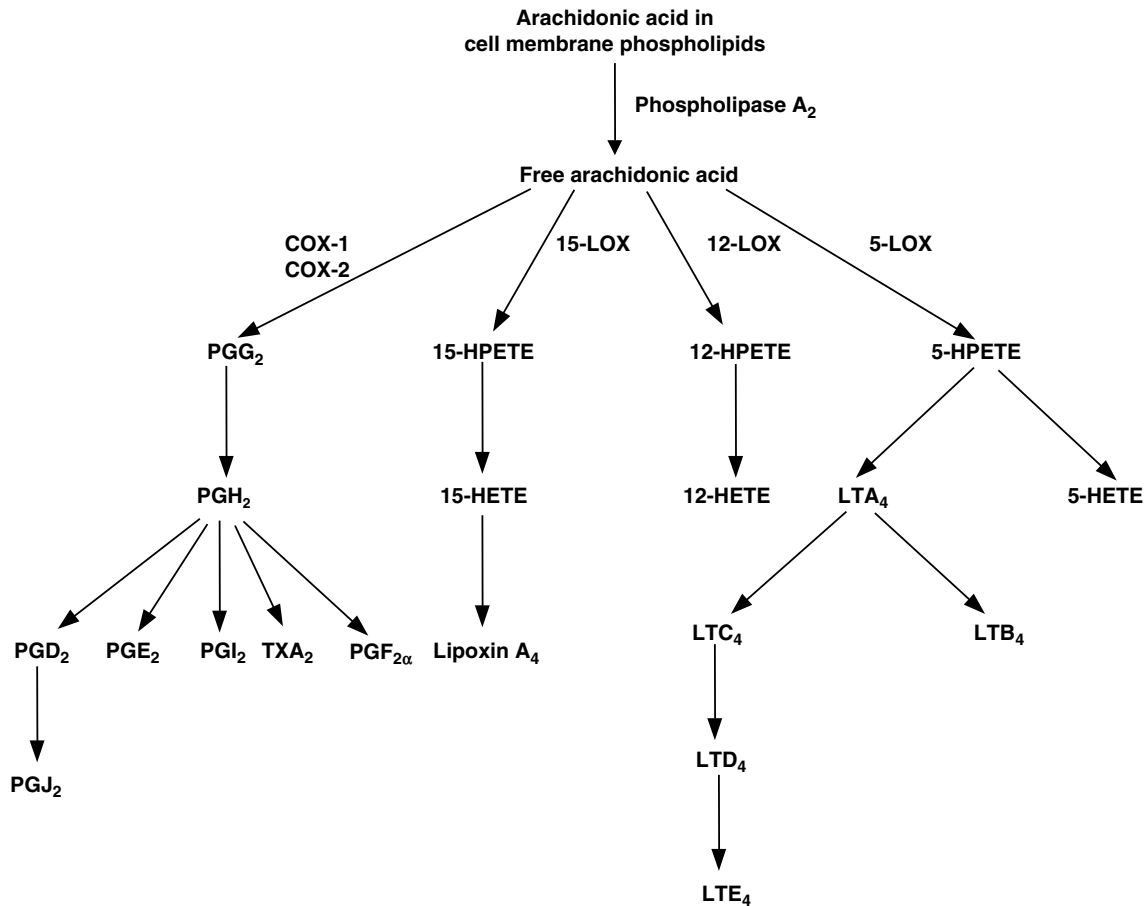 Arachidonic acid in
cell membrane phospholipids
Phospholipase A₂
Free arachidonic acid
COX-1
COX-2
15-LOX
12-LOX
5-LOX
PGG₂
15-HPETE
12-HPETE
5-HPETE
PGH₂
15-HETE
12-HETE
LTA₄
5-HETE
PGD₂
PGE₂
PGI₂
TXA₂
PGF₂α
Lipoxin A₄
LTC₄
LTB₄
LTD₄
PGJ₂
LTE₄